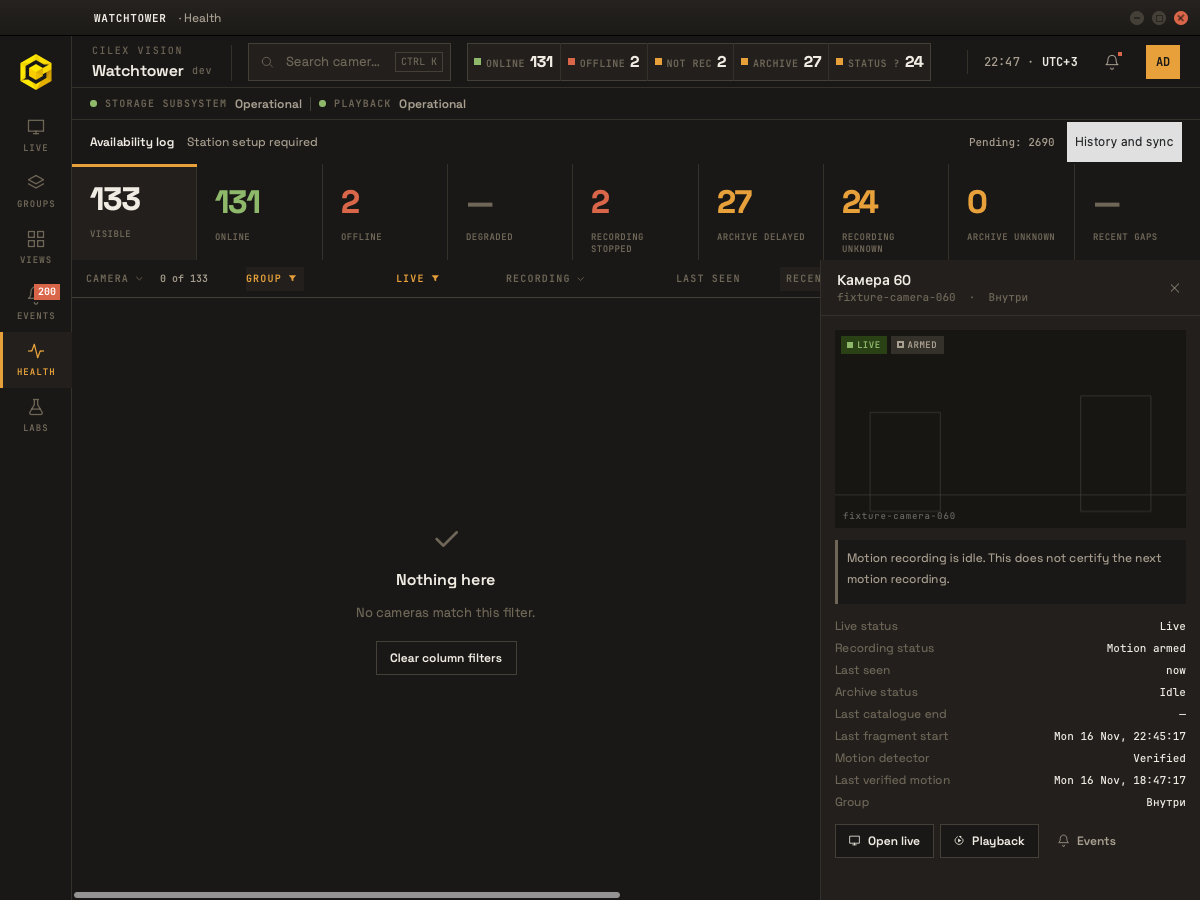 WATCHTOWER · Health
CILEX VISION
Watchtower dev
Search camer... CTRL K
ONLINE 131 OFFLINE 2 NOT REC 2 ARCHIVE 27 STATUS ? 24
22:47 · UTC+3
AD
STORAGE SUBSYSTEM Operational PLAYBACK Operational
Availability log Station setup required
Pending: 2690 History and sync
LIVE
GROUPS
VIEWS
200
EVENTS
HEALTH
LABS
133
VISIBLE
131
ONLINE
2
OFFLINE
—
DEGRADED
2
RECORDING
STOPPED
27
ARCHIVE DELAYED
24
RECORDING
UNKNOWN
0
ARCHIVE UNKNOWN
—
RECENT GAPS
CAMERA 0 of 133 GROUP LIVE RECORDING LAST SEEN RECEN
Nothing here
No cameras match this filter.
Clear column filters
Камера 60
fixture-camera-060 · Внутри
LIVE ARMED
fixture-camera-060
Motion recording is idle. This does not certify the next
motion recording.
Live status Live
Recording status Motion armed
Last seen now
Archive status Idle
Last catalogue end —
Last fragment start Mon 16 Nov, 22:45:17
Motion detector Verified
Last verified motion Mon 16 Nov, 18:47:17
Group Внутри
Open live Playback Events